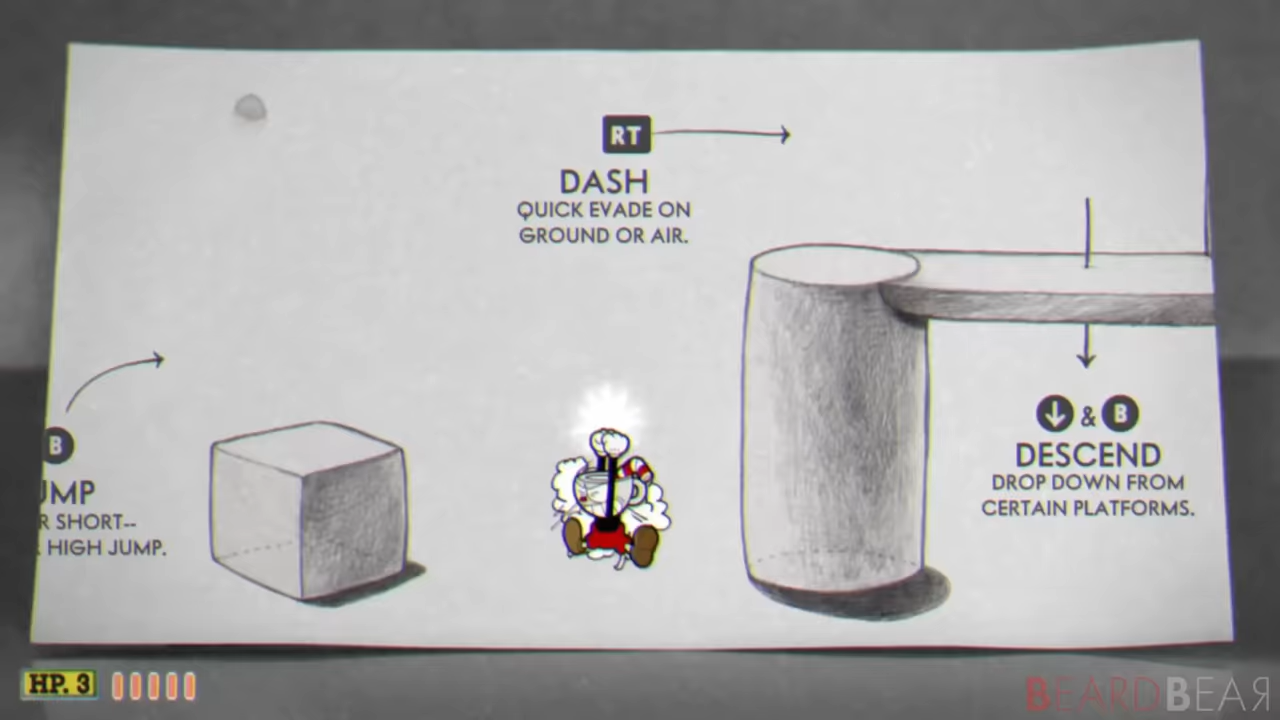 RT
DASH
QUICK EVADE ON
GROUND OR AIR.
B
UMP
R SHORT--
HIGH JUMP.
& B
DESCEND
DROP DOWN FROM
CERTAIN PLATFORMS.
HP. 3
BEARDBEAR